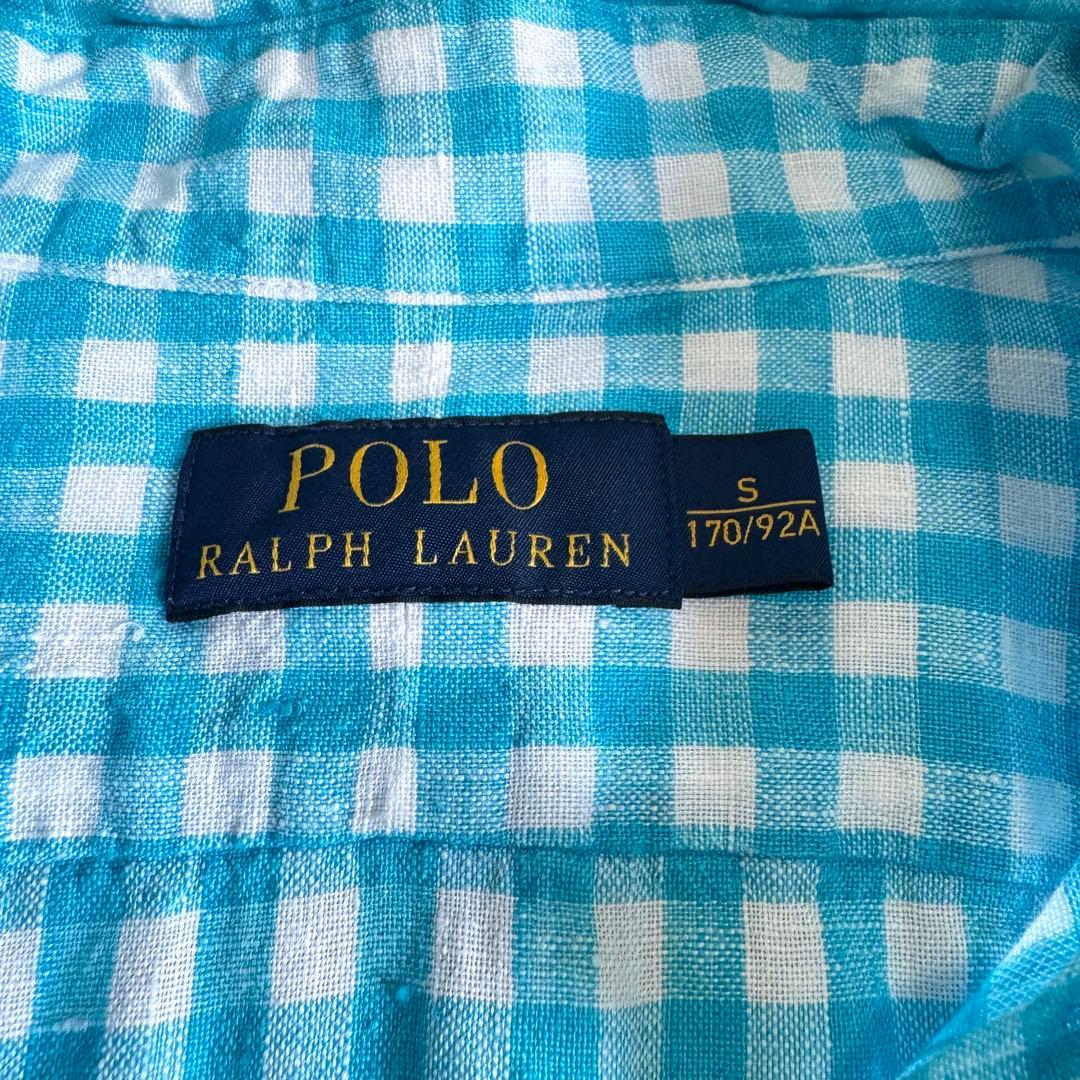 POLO
RALPH LAUREN
S
170/92A